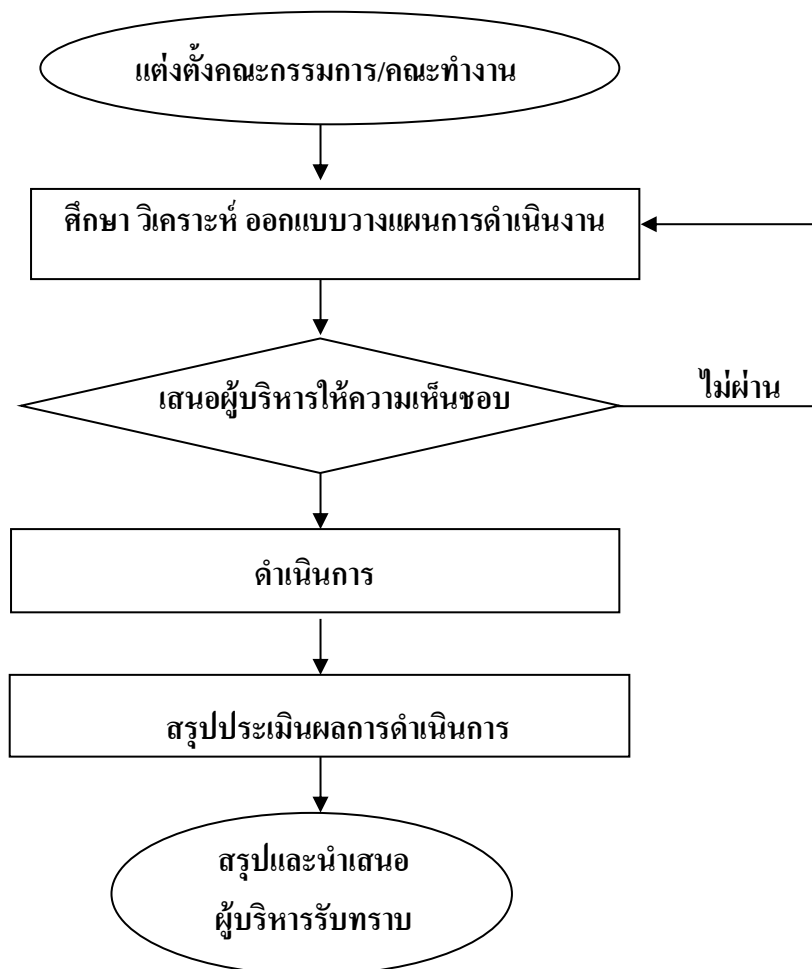 แต่งตั้งคณะกรรมการ/คณะทำงาน
ศึกษา วิเคราะห์ ออกแบบวางแผนการดำเนินงาน
เสนอผู้บริหารให้ความเห็นชอบ
ไม่ผ่าน
ดำเนินการ
สรุปประเมินผลการดำเนินการ
สรุปและนำเสนอ
ผู้บริหารรับทราบ